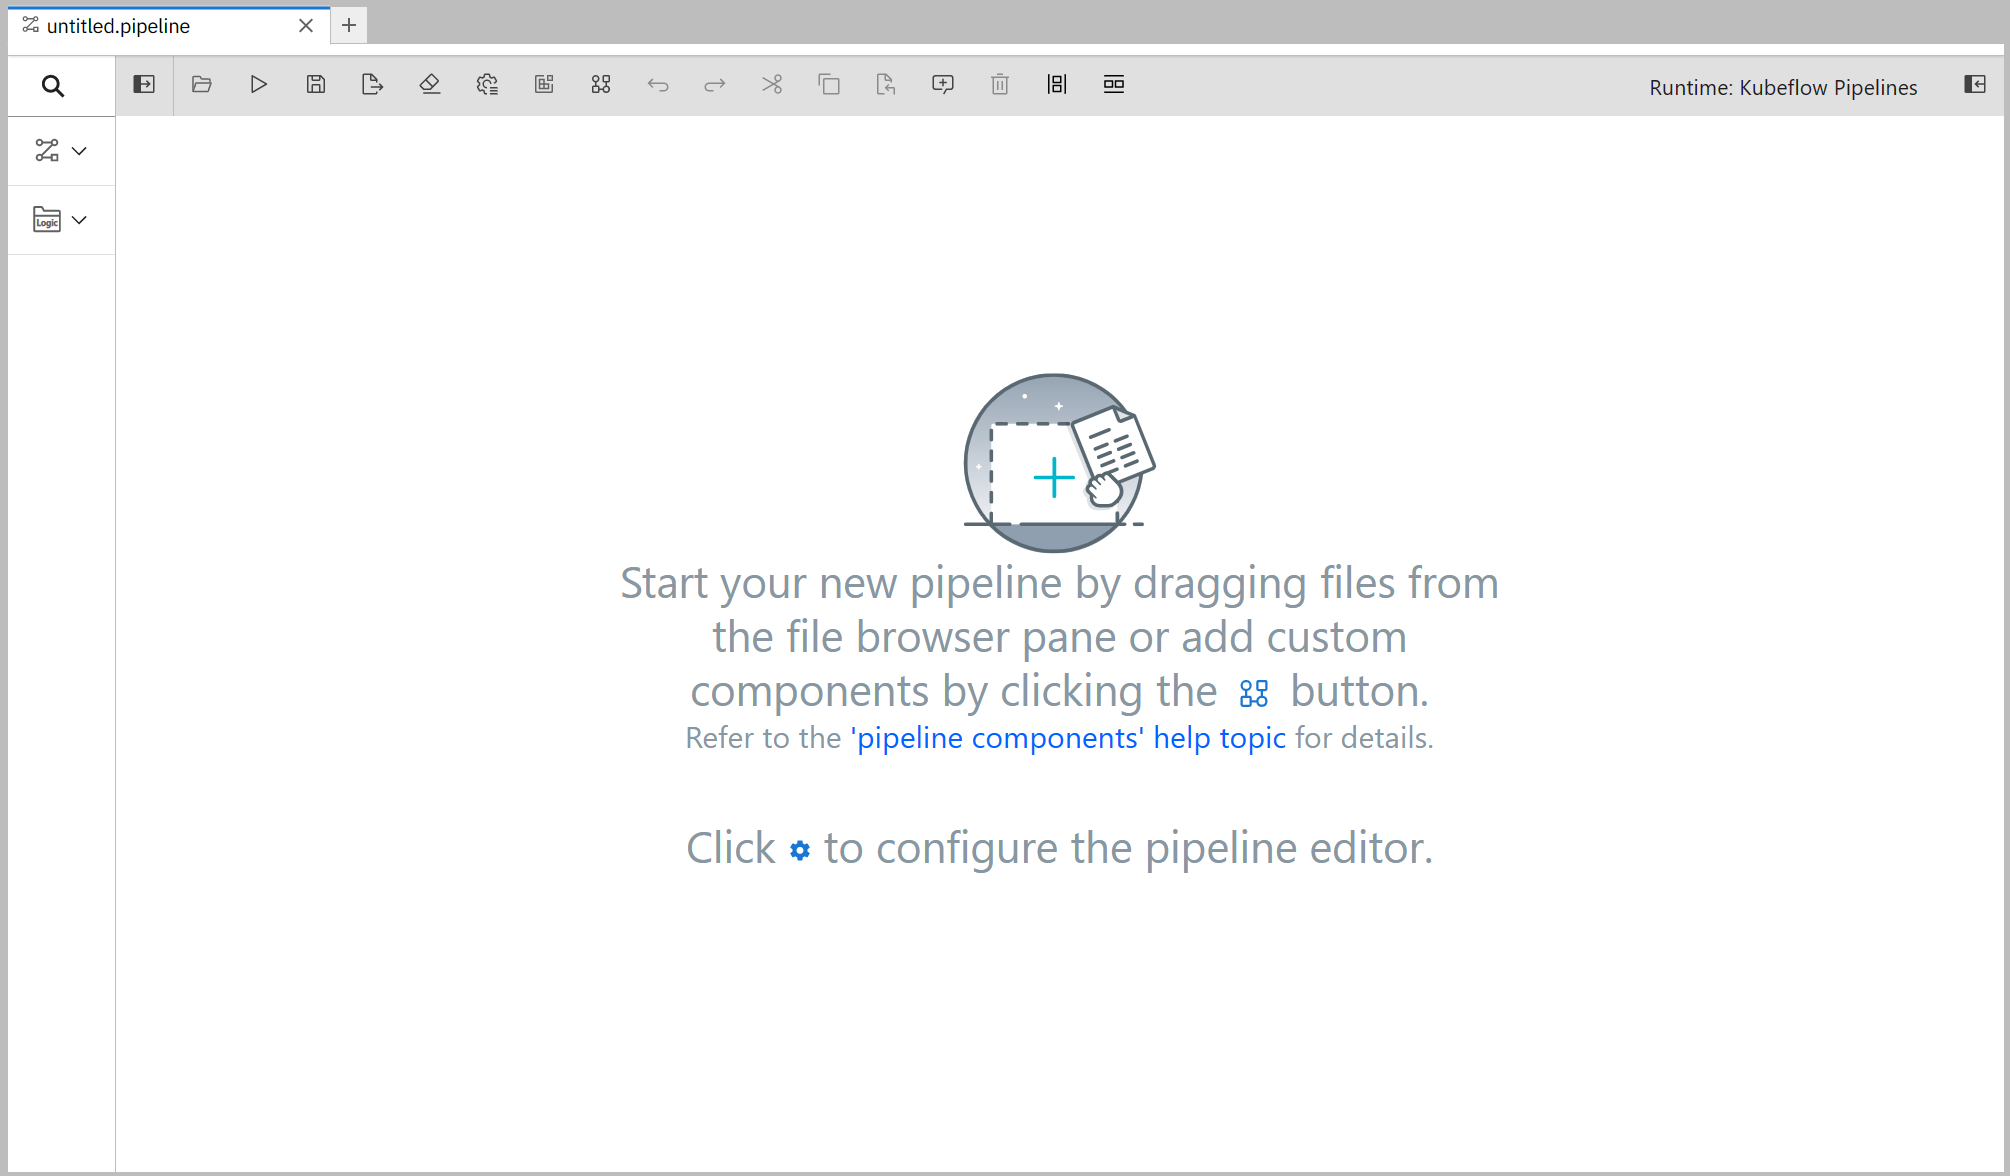 untitled.pipeline
Runtime: Kubeflow Pipelines
Logic
Start your new pipeline by dragging files from
the file browser pane or add custom
components by clicking the button.
Refer to the 'pipeline components' help topic for details.
Click to configure the pipeline editor.